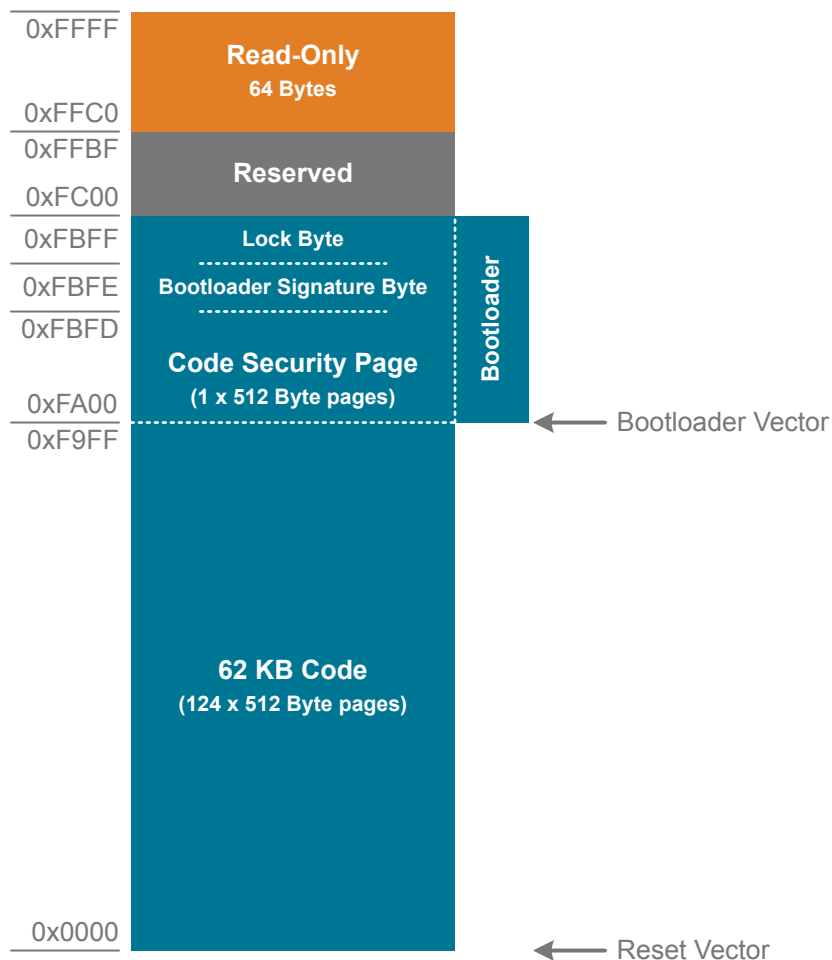 0xFFFF
Read-Only
64 Bytes
0xFFC0
0xFFBF
Reserved
0xFC00
0xFBFF
Lock Byte
0xFBFE
Bootloader Signature Byte
0xFBFD
Code Security Page
(1 x 512 Byte pages)
Bootloader
0xFA00
Bootloader Vector
0xF9FF
62 KB Code
(124 x 512 Byte pages)
0x0000
Reset Vector